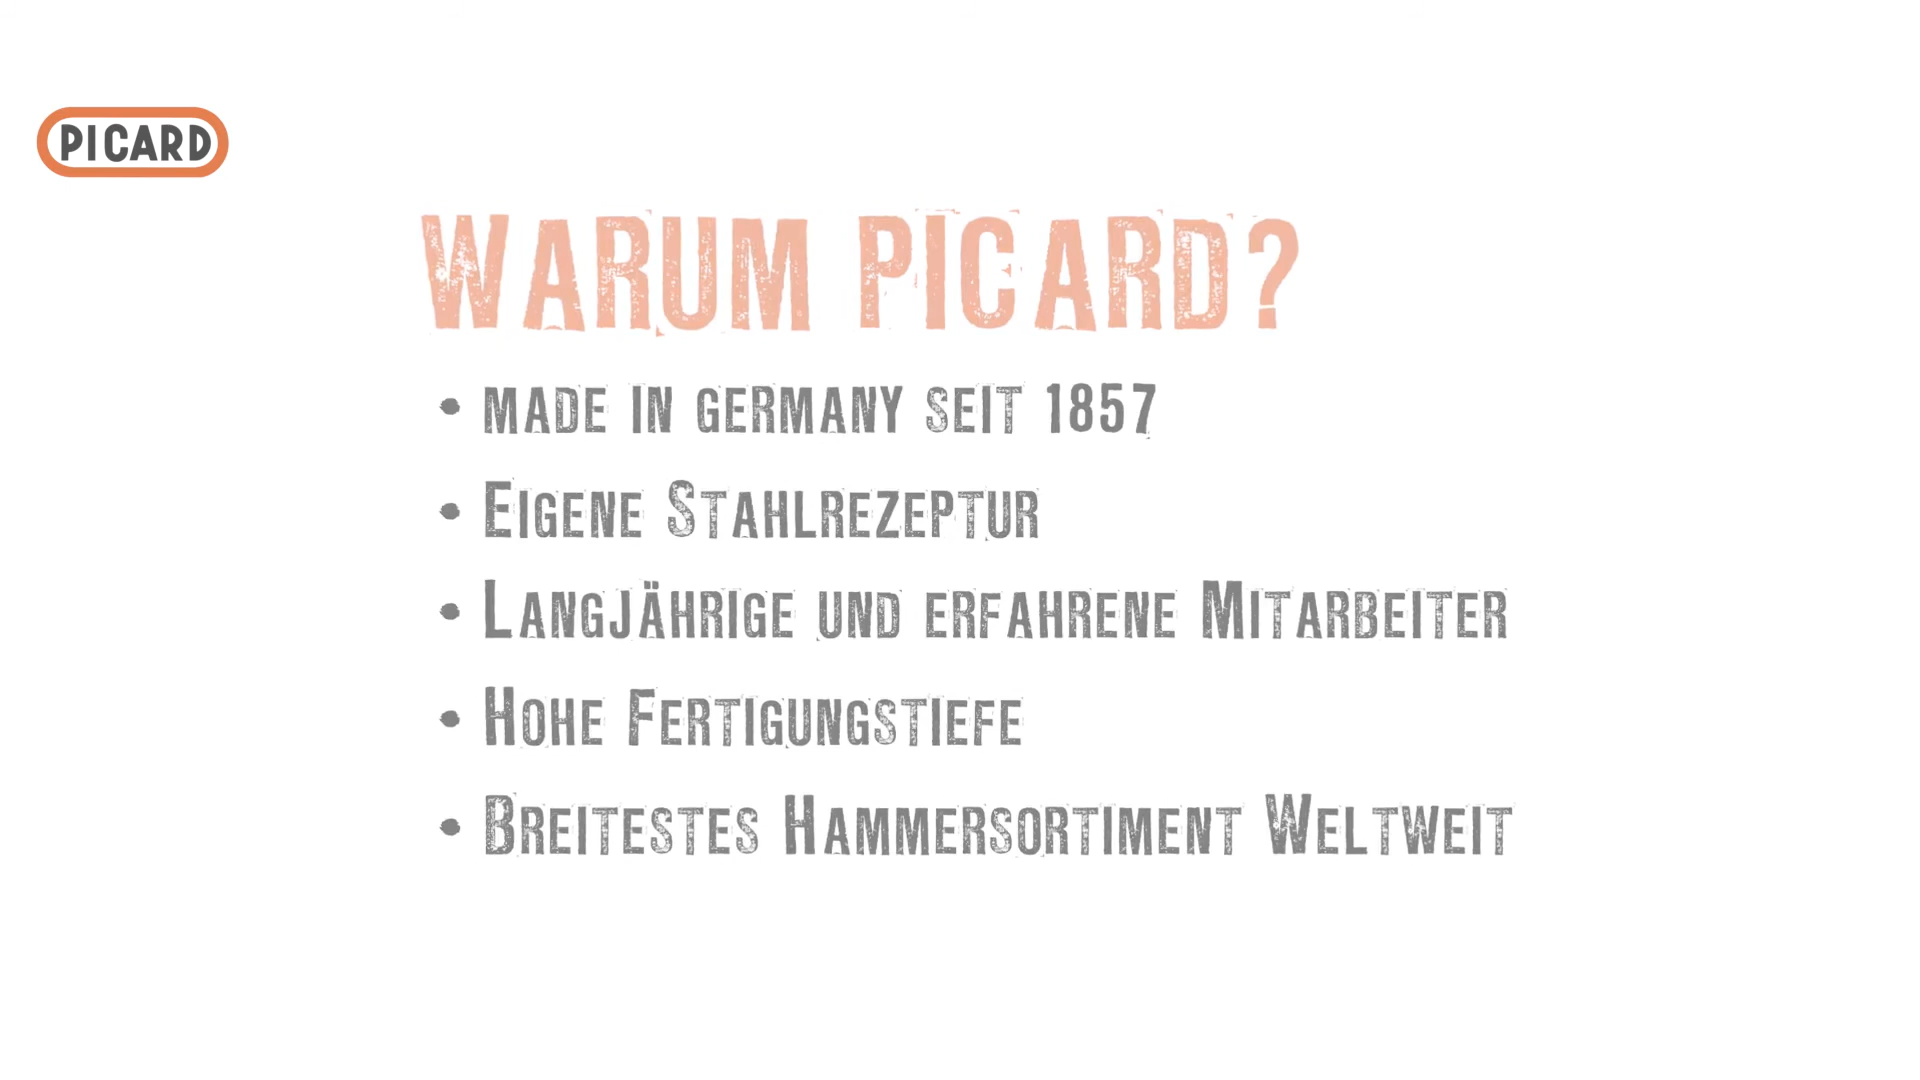 PICARD
WARUM PICARD?
• MADE IN GERMANY SEIT 1857
• EIGENE STAHLREZEPTUR
• LANGJÄHRIGE UND ERFAHRENE MITARBEITER
• HOHE FERTIGUNGSTIEFE
• BREITESTES HAMMERSORTIMENT WELTWEIT